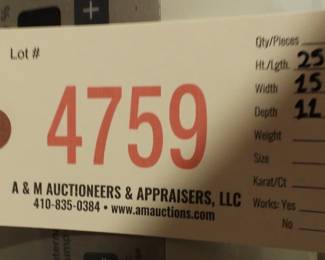 Lot #
4759
A & M AUCTIONEERS & APPRAISERS, LLC
410-835-0384 • www.amauctions.com
Qty/Pieces
Ht./Lgth. 25
Width 15
Depth 11
Weight
Size
Karat/Ct
Works: Yes
No
%